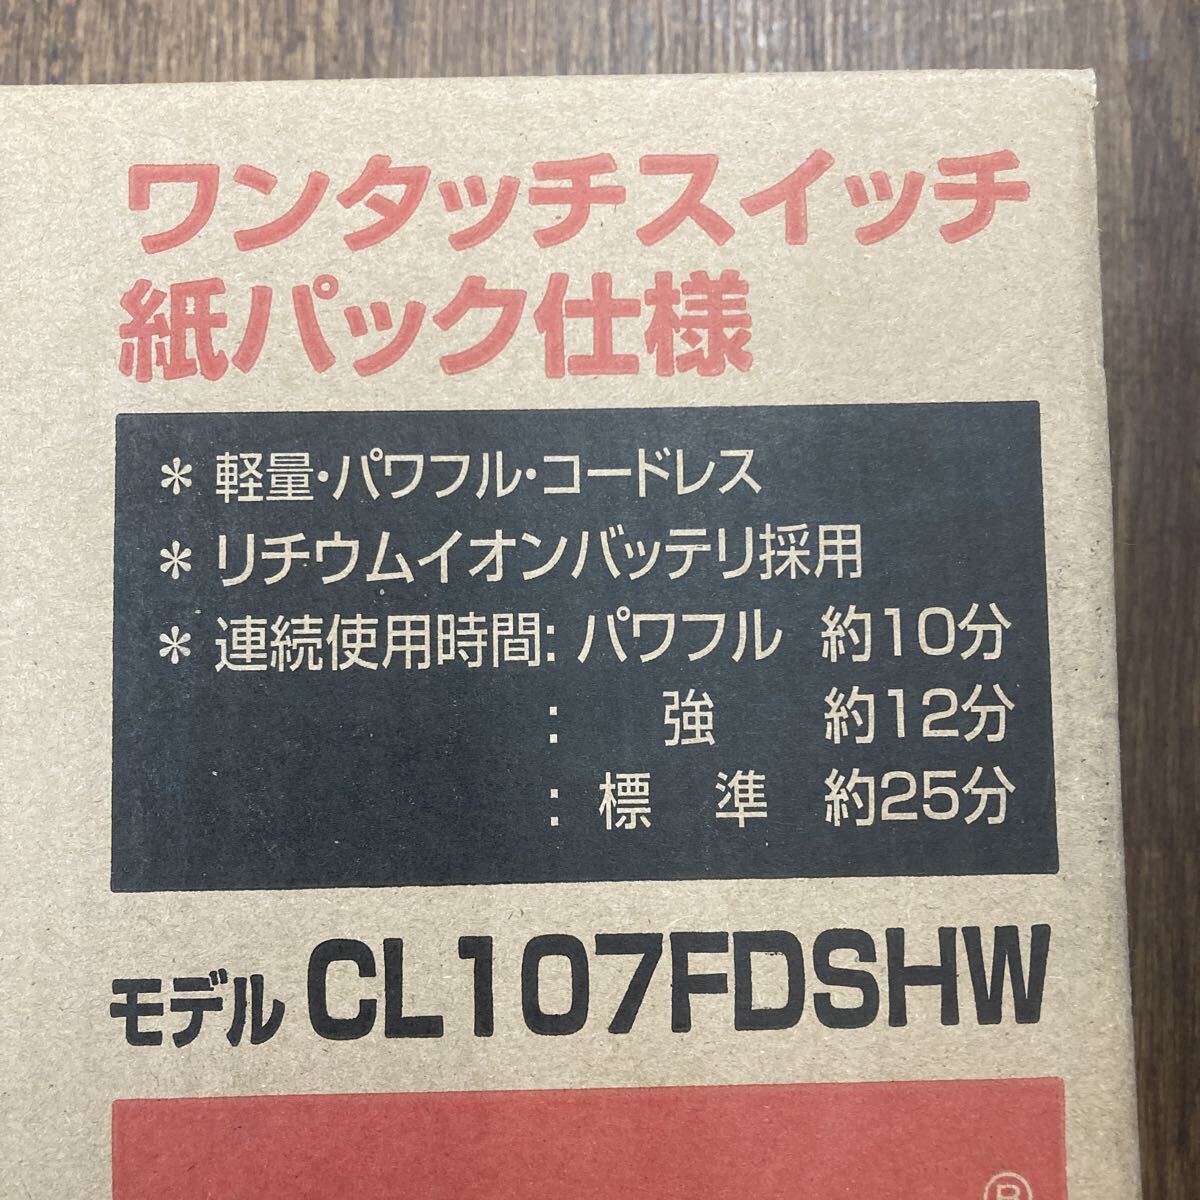 ワンタッチスイッチ
紙パック仕様
* 軽量・パワフル・コードレス
* リチウムイオンバッテリ採用
* 連続使用時間: パワフル 約10分
: 強 約12分
: 標準 約25分
モデル CL107FDSHW
®